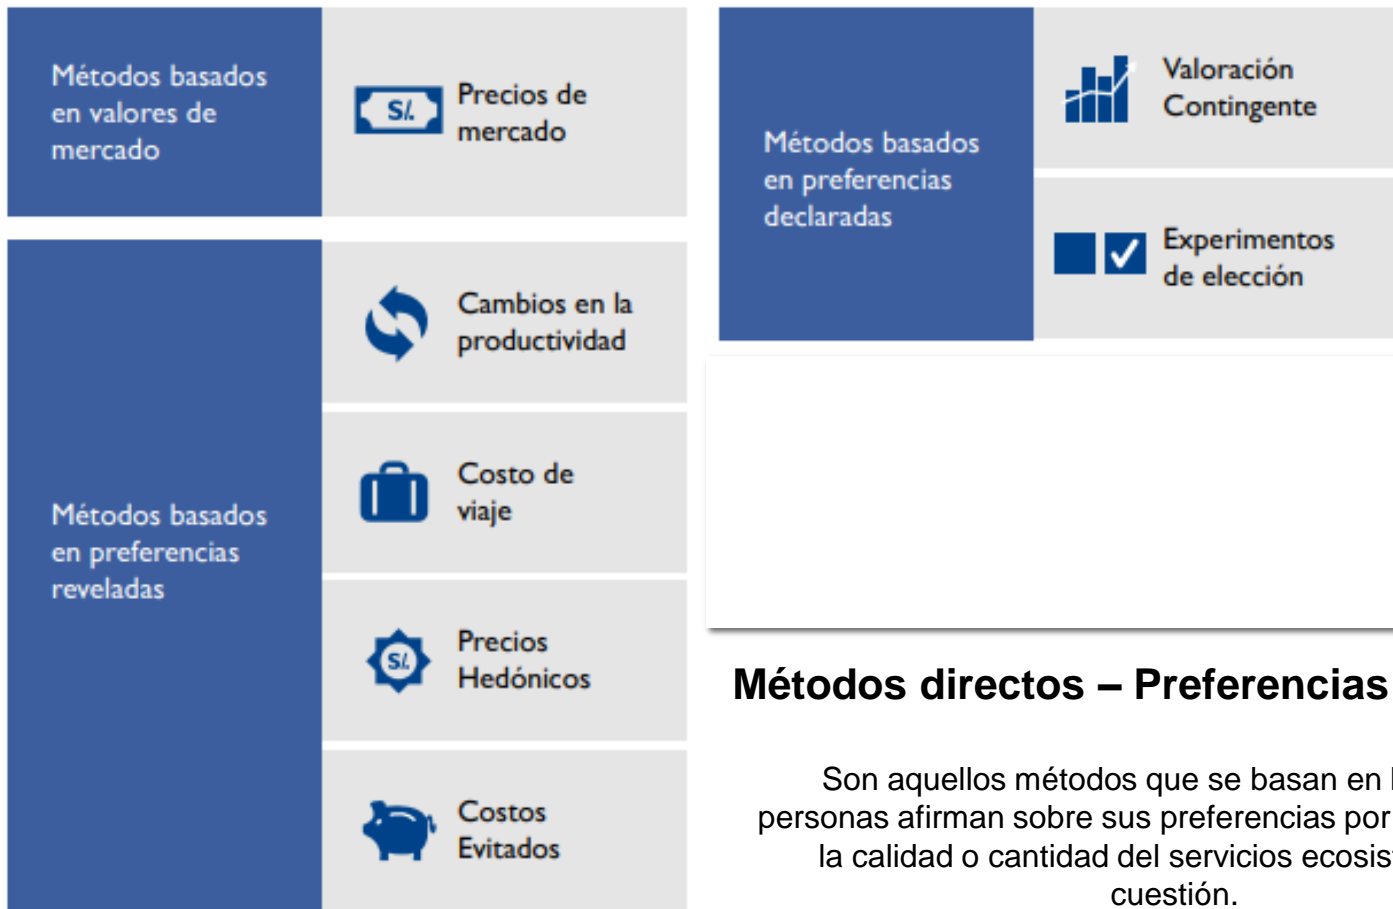 Métodos basados
en valores de
mercado
S/.
Precios de
mercado
Métodos basados
en preferencias
reveladas
Cambios en la
productividad
Costo de
viaje
S/.
Precios
Hedónicos
Costos
Evitados
Métodos basados
en preferencias
declaradas
Valoración
Contingente
Experimentos
de elección
Métodos directos – Preferencias
Son aquellos métodos que se basan en
personas afirman sobre sus preferencias por
la calidad o cantidad del servicios
cuestión.